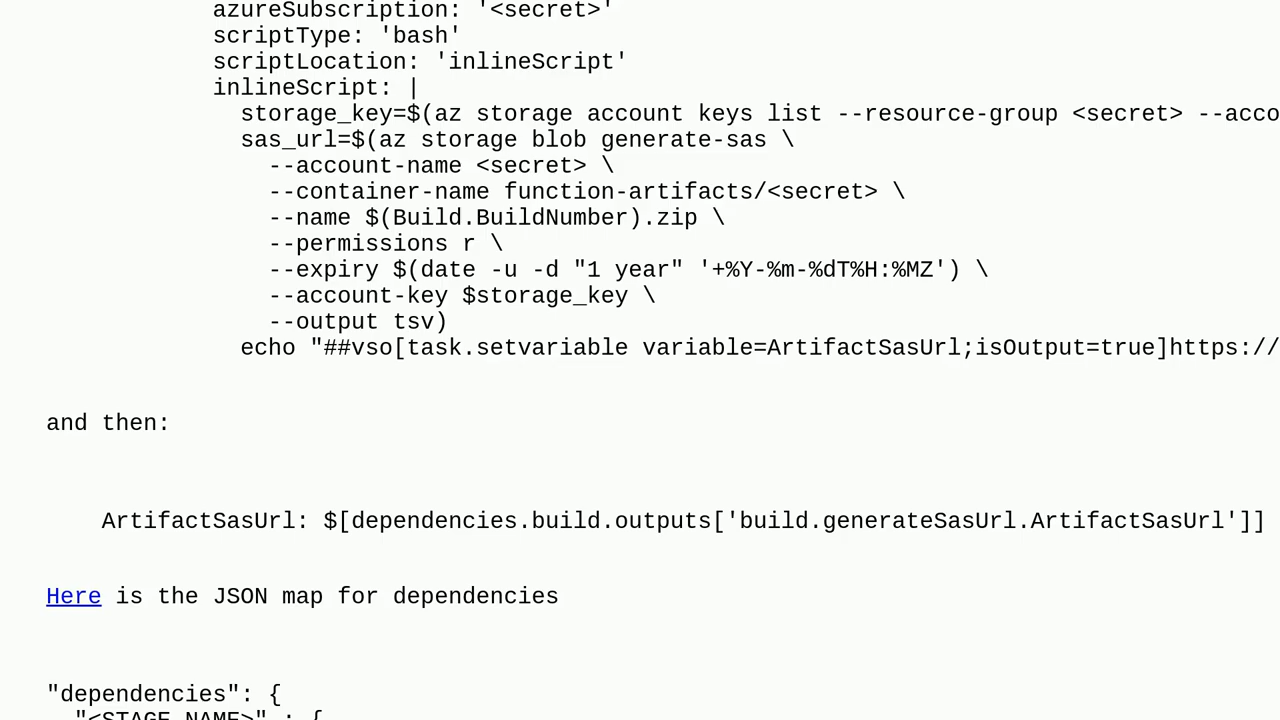 azureSubscription: '<secret>'
scriptType: 'bash'
scriptLocation: 'inlineScript'
inlineScript: |
storage_key=$(az storage account keys list --resource-group <secret> --acco
sas_url=$(az storage blob generate-sas \
--account-name <secret> \
--container-name function-artifacts/<secret> \
--name $(Build.BuildNumber).zip \
--permissions r \
--expiry $(date -u -d "1 year" '+%Y-%m-%dT%H:%MZ') \
--account-key $storage_key \
--output tsv)
echo "##vso[task.setvariable variable=ArtifactSasUrl;isOutput=true]https://
and then:
ArtifactSasUrl: $[dependencies.build.outputs['build.generateSasUrl.ArtifactSasUrl']]
Here is the JSON map for dependencies
"dependencies": {
"<STAGE_NAME>" : {